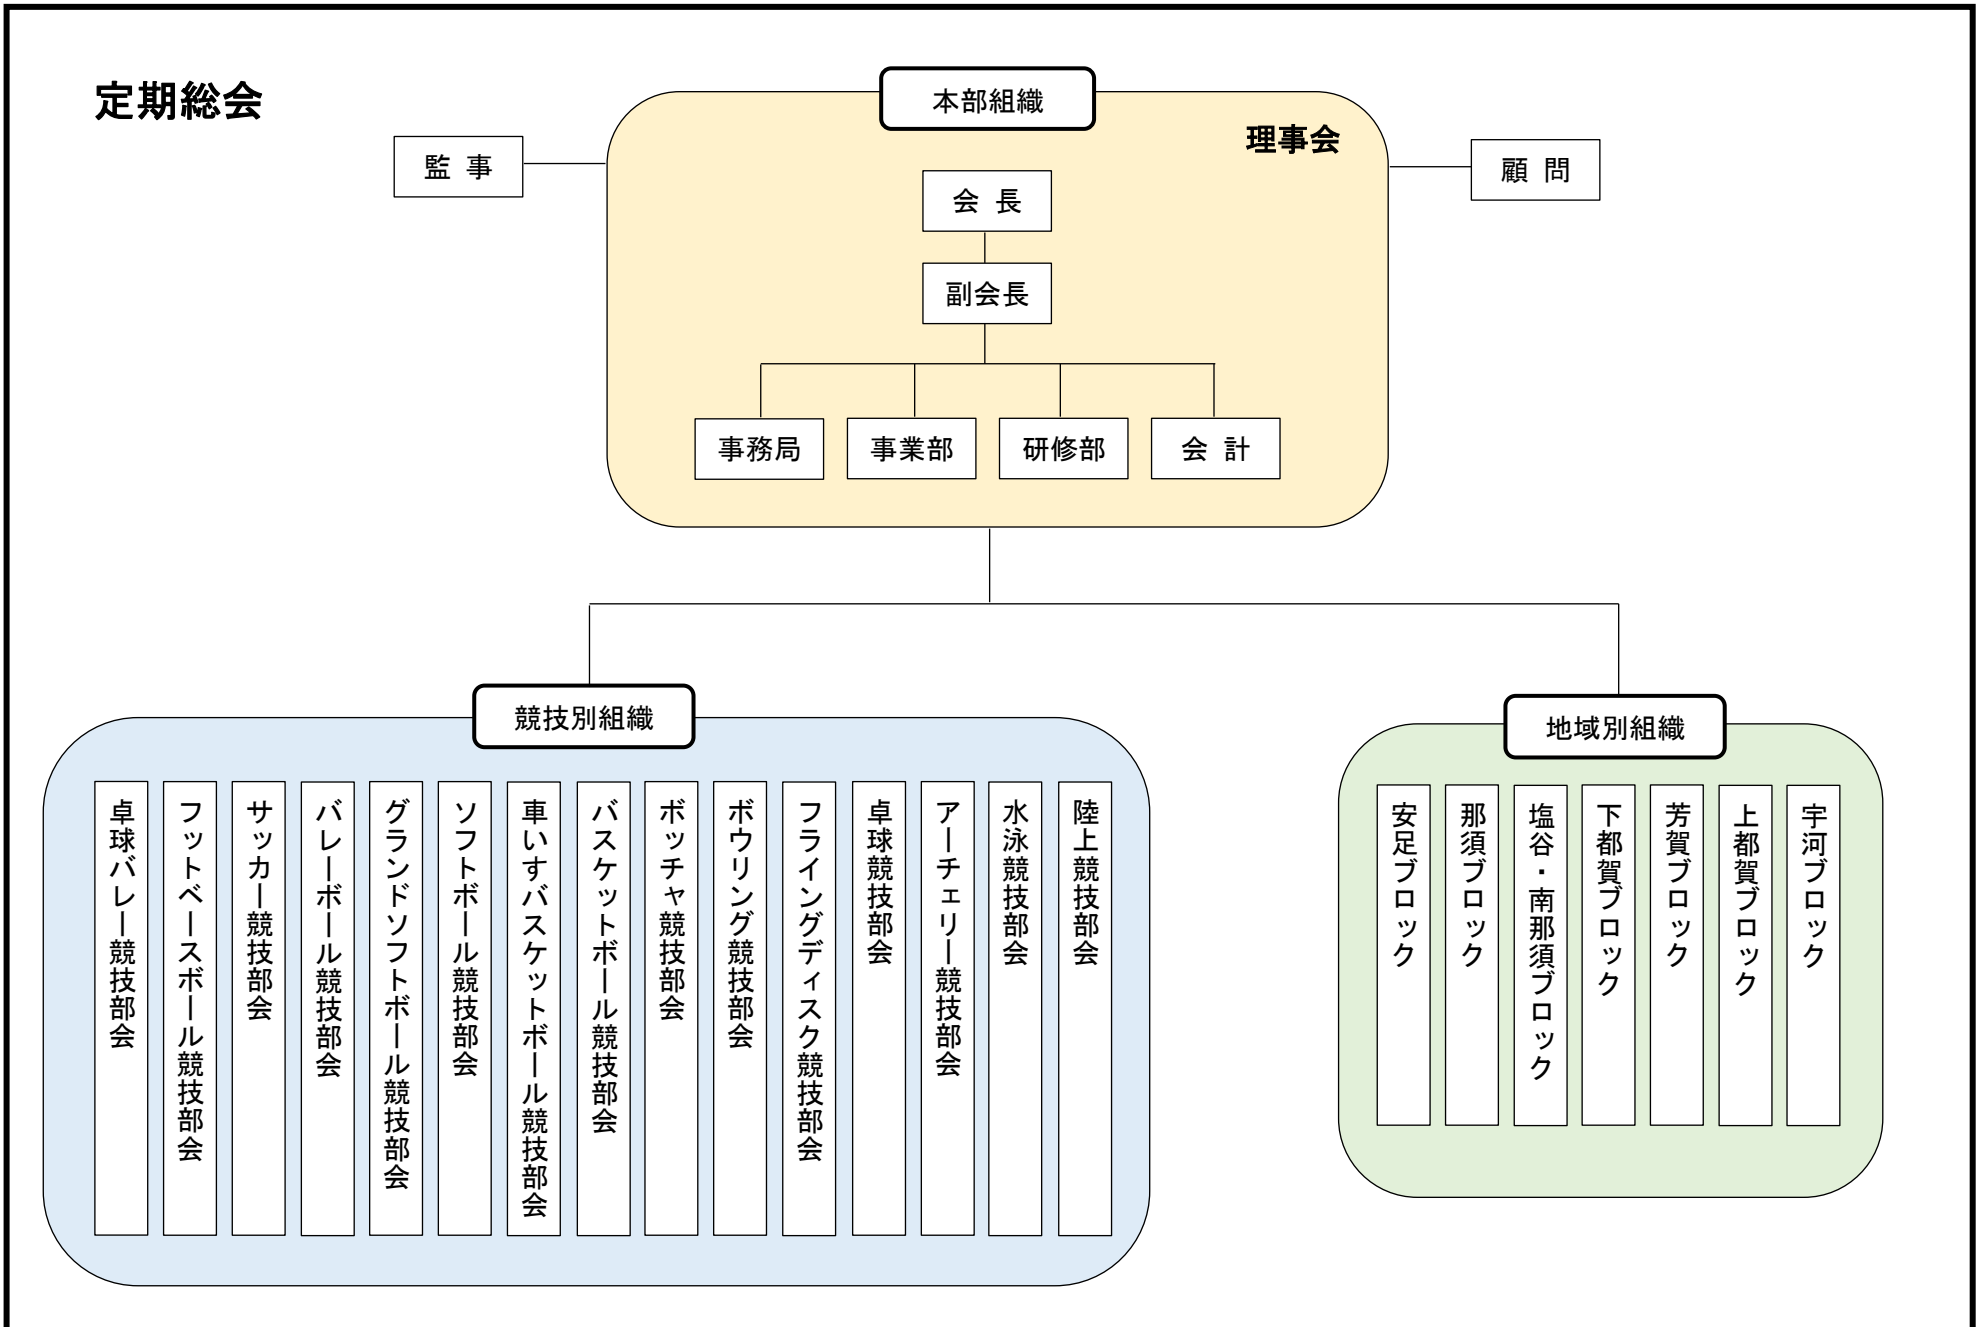 定期総会
本部組織
理事会
監 事
顧 問
会 長
副会長
事務局
事業部
研修部
会 計
競技別組織
地域別組織
陸上競技部会
水泳競技部会
アーチェリー競技部会
卓球競技部会
フライングディスク競技部会
ボウリング競技部会
ボッチャ競技部会
バスケットボール競技部会
車いすバスケットボール競技部会
ソフトボール競技部会
グランドソフトボール競技部会
バレーボール競技部会
サッカー競技部会
フットベースボール競技部会
卓球バレー競技部会
宇河ブロック
上都賀ブロック
芳賀ブロック
下都賀ブロック
塩谷・南那須ブロック
那須ブロック
安足ブロック